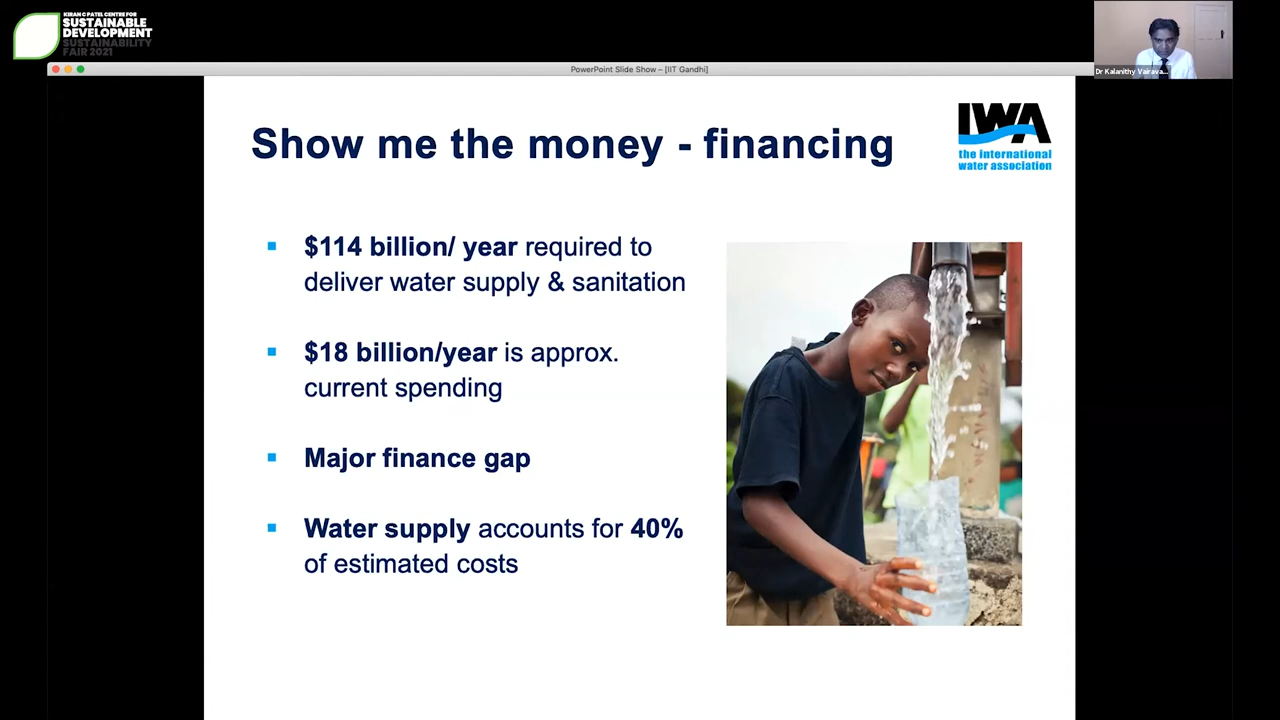 KIRAN C PATEL CENTRE FOR
SUSTAINABLE
DEVELOPMENT
SUSTAINABILITY
FAIR 2021
Dr Kalanithy Vairava...
PowerPoint Slide Show – [IIT Gandhi]
Show me the money - financing
IWA
the international
water association
▪ $114 billion/ year required to
deliver water supply & sanitation
▪ $18 billion/year is approx.
current spending
▪ Major finance gap
▪ Water supply accounts for 40%
of estimated costs